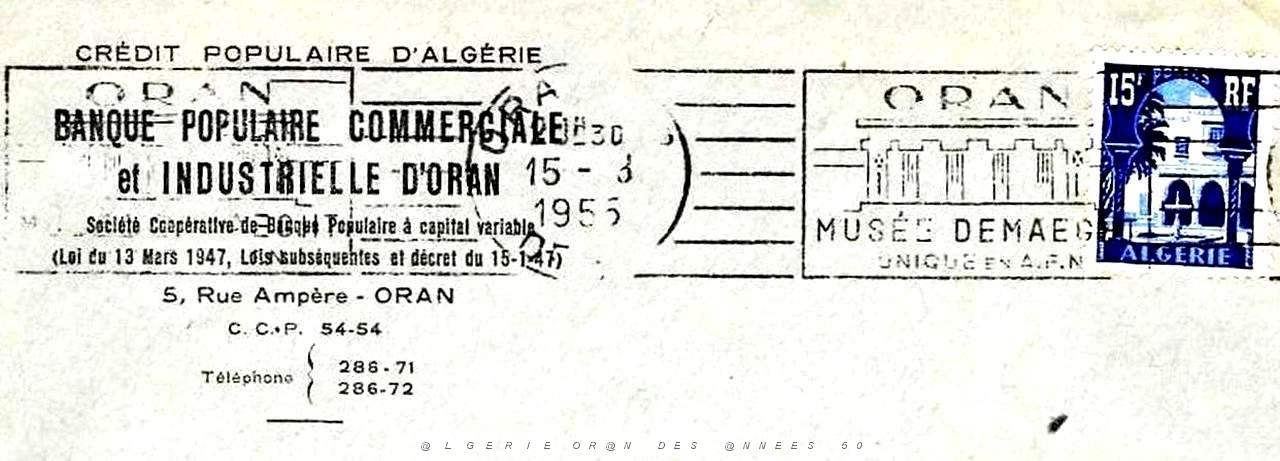 CRÉDIT POPULAIRE D'ALGÉRIE
BANQUE POPULAIRE COMMERCIALE
et INDUSTRIELLE D'ORAN
Société Coopérative de Banque Populaire à capital variable
(Loi du 13 Mars 1947, Lois subséquentes et décret du 15-1-47)
5, Rue Ampère - ORAN
C. C. P. 54-54
Téléphone
286-71
286-72
ORAN
15 - 3
1955
ORAN
MUSÉE DEMAEG
UNIQUE EN A.F.N
15F POSTES RF
ALGERIE
@LGERIE OR@N DES @NNEES 60